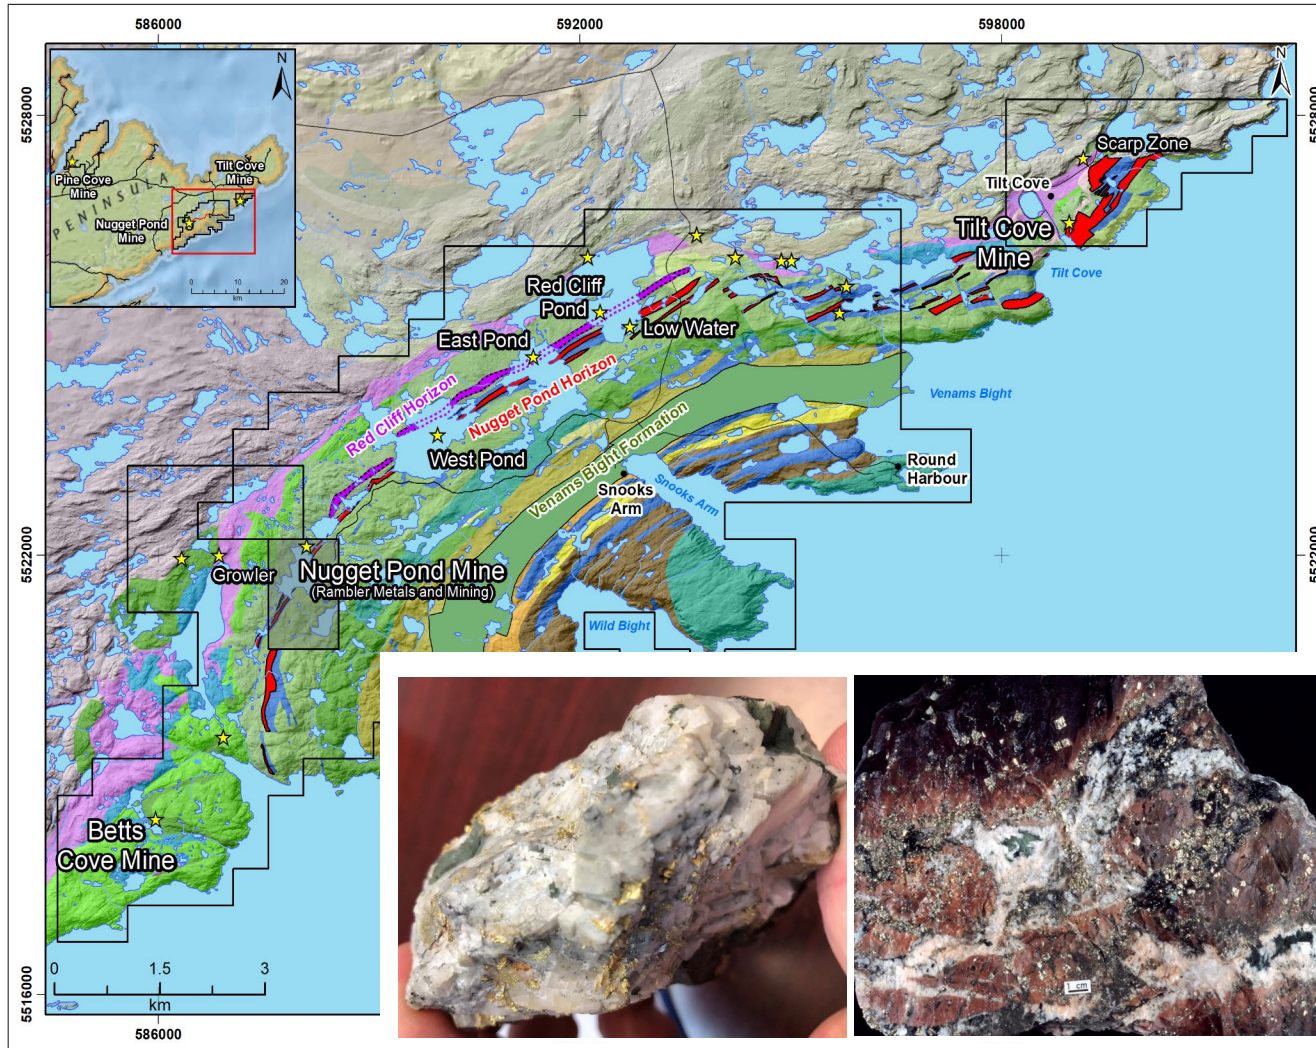 586000
592000
598000
N
Tilt Cove
Mine
Pine Cove
Mine
PENINSULA
Nugget Pond
Mine
0
10
20
km
N
5528000
5528000
Scarp Zone
Tilt Cove
Tilt Cove
Mine
Tilt Cove
Red Cliff
Pond
Low Water
East Pond
Red Cliff Horizon
Nugget Pond Horizon
Venams Bight
West Pond
Venams Bight Formation
Round
Harbour
Snooks
Arm
Snooks Arm
5522000
5522000
Growler
Nugget Pond Mine
(Rambler Metals and Mining)
Wild Bight
Betts
Cove Mine
0
1.5
3
km
1 cm
5516000
586000